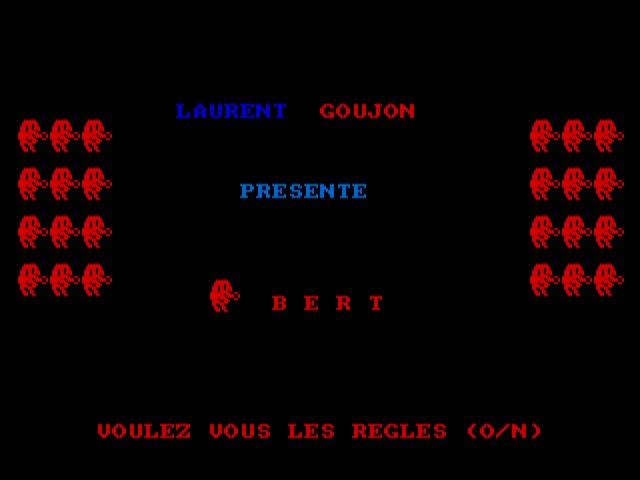 LAURENT GOUJON
PRESENTE
B E R T
VOULEZ VOUS LES REGLES (O/N)